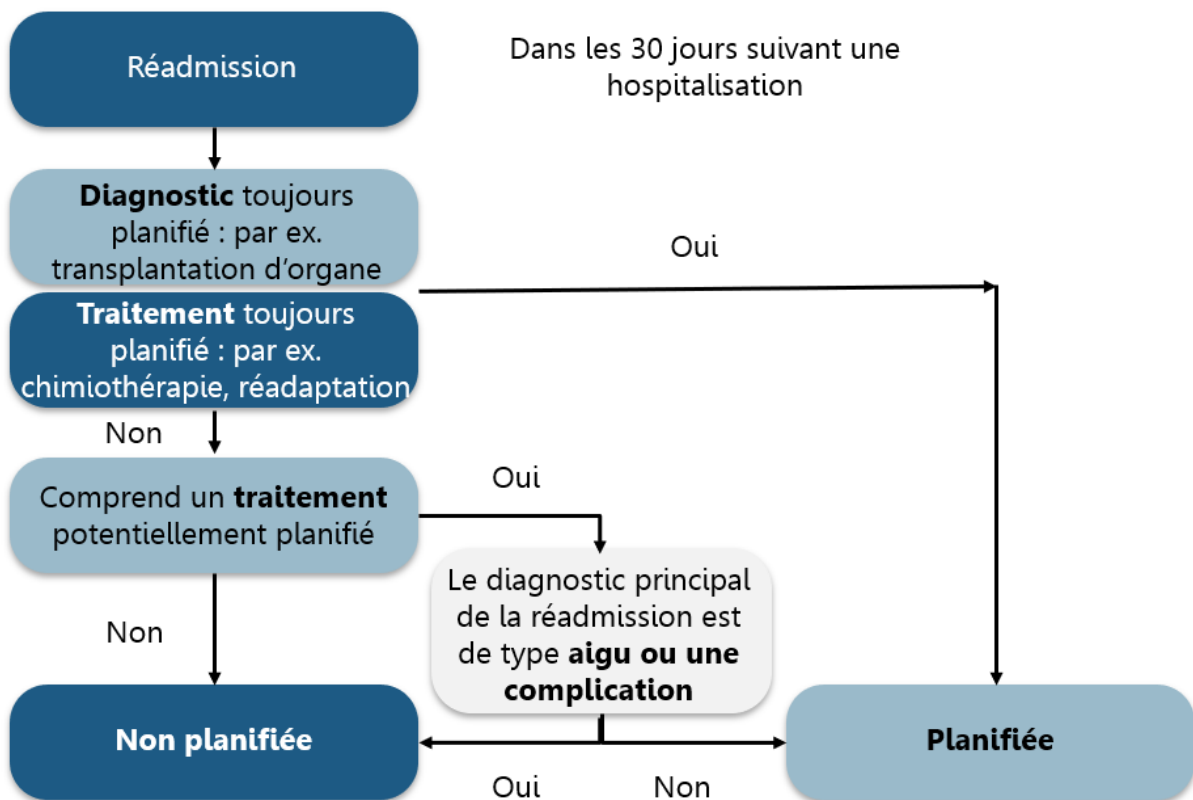 Réadmission
Dans les 30 jours suivant une
hospitalisation
Diagnostic toujours
planifié : par ex.
transplantation d'organe
Oui
Traitement toujours
planifié : par ex.
chimiothérapie, réadaptation
Non
Oui
Comprend un traitement
potentiellement planifié
Le diagnostic principal
de la réadmission est
de type aigu ou une
complication
Non
Non planifiée
Planifiée
Oui
Non